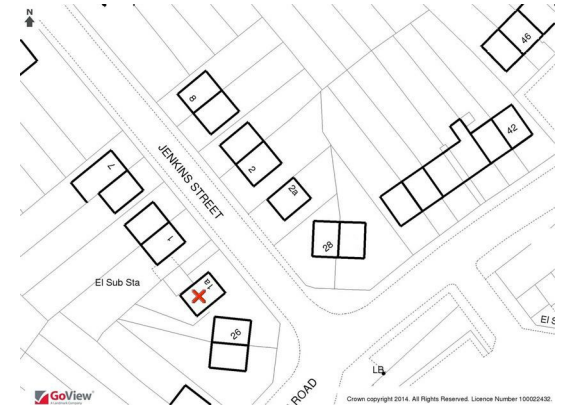 N
46
8
42
JENKINS STREET
2
7
2a
1
28
El Sub Sta
1a
El S
26
LB
ROAD
GoView
Crown copyright 2014. All Rights Reserved. Licence Number 100022432.